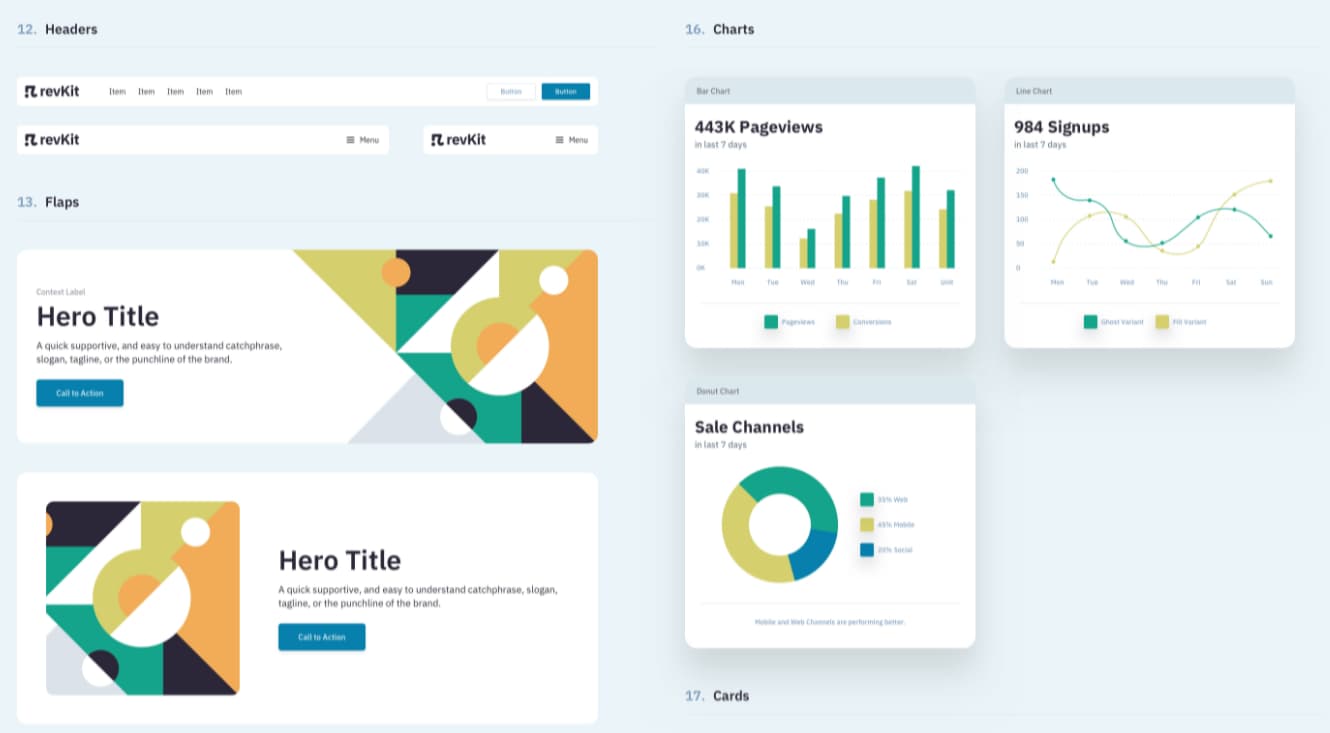 12. Headers
revKit Item Item Item Item Item Button Button
revKit Menu
revKit Menu
13. Flaps
Context Label
Hero Title
A quick supportive, and easy to understand catchphrase,
slogan, tagline, or the punchline of the brand.
Call to Action
Hero Title
A quick supportive, and easy to understand catchphrase, slogan,
tagline, or the punchline of the brand.
Call to Action
16. Charts
Bar Chart
443K Pageviews
in last 7 days
40K
30K
20K
10K
0K
Mon Tue Wed Thu Fri Sat
Pageviews Conversions
Line Chart
984 Signups
in last 7 days
200
150
100
50
0
Mon Tue Wed Thu Fri Sat Sun
Ghost Variant Fill Variant
Donut Chart
Sale Channels
in last 7 days
35% Web
45% Mobile
20% Social
Mobile and Web Channels are performing better.
17. Cards